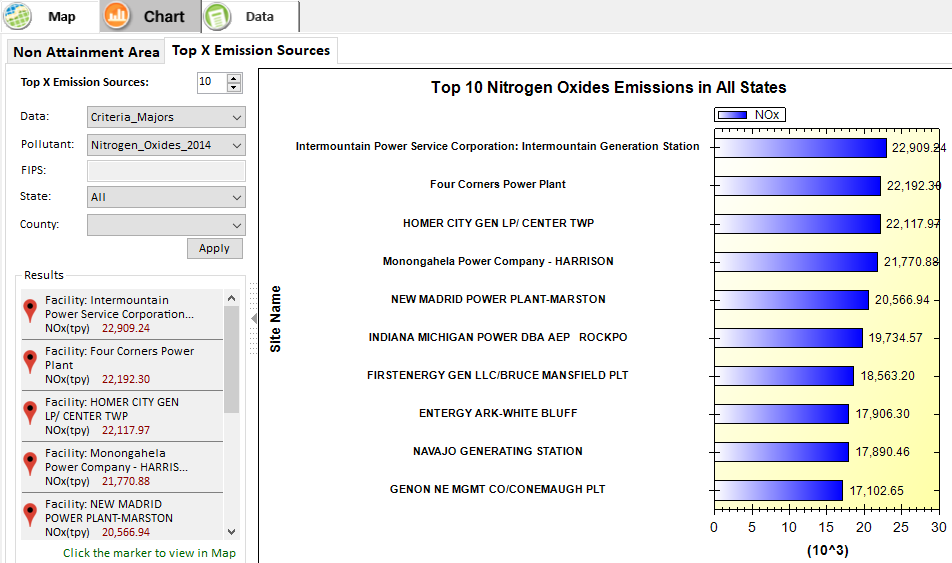 Map
Chart
Data
Non Attainment Area
Top X Emission Sources
Top X Emission Sources:
10
Data:
Criteria_Majors
Pollutant:
Nitrogen_Oxides_2014
FIPS:
State:
All
County:
Apply
Results
Facility: Intermountain
Power Service Corporation...
NOx(tpy) 22,909.24
Facility: Four Corners Power
Plant
NOx(tpy) 22,192.30
Facility: HOMER CITY GEN
LP/ CENTER TWP
NOx(tpy) 22,117.97
Facility: Monongahela
Power Company - HARRIS...
NOx(tpy) 21,770.88
Facility: NEW MADRID
POWER PLANT-MARSTON
NOx(tpy) 20,566.94
Click the marker to view in Map
Top 10 Nitrogen Oxides Emissions in All States
NOx
Site Name
Intermountain Power Service Corporation: Intermountain Generation Station 22,909.24
Four Corners Power Plant 22,192.30
HOMER CITY GEN LP/ CENTER TWP 22,117.97
Monongahela Power Company - HARRISON 21,770.88
NEW MADRID POWER PLANT-MARSTON 20,566.94
INDIANA MICHIGAN POWER DBA AEP ROCKPO 19,734.57
FIRSTENERGY GEN LLC/BRUCE MANSFIELD PLT 18,563.20
ENTERGY ARK-WHITE BLUFF 17,906.30
NAVAJO GENERATING STATION 17,890.46
GENON NE MGMT CO/CONEMAUGH PLT 17,102.65
0 5 10 15 20 25 30
(10^3)